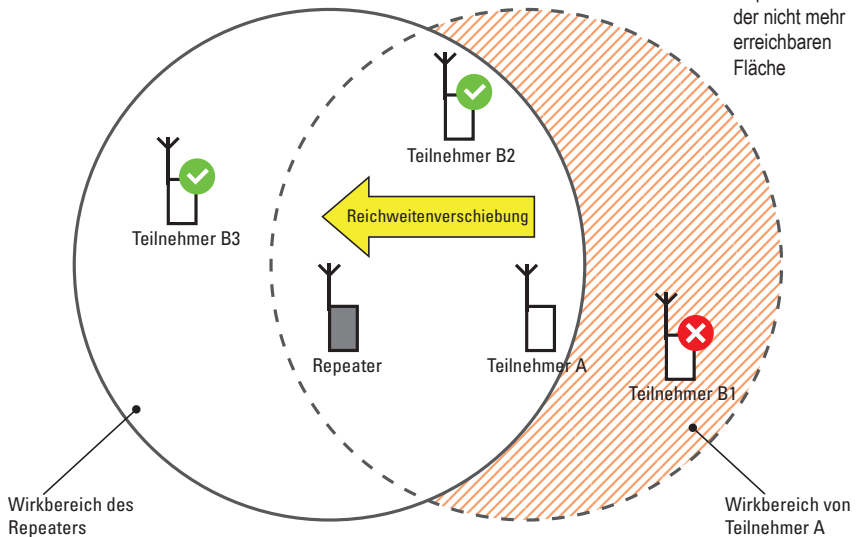 der nicht mehr
erreichbaren
Fläche
Teilnehmer B2
Teilnehmer B3
Reichweitenverschiebung
Repeater
Teilnehmer A
Teilnehmer B1
Wirkbereich des
Repeaters
Wirkbereich von
Teilnehmer A